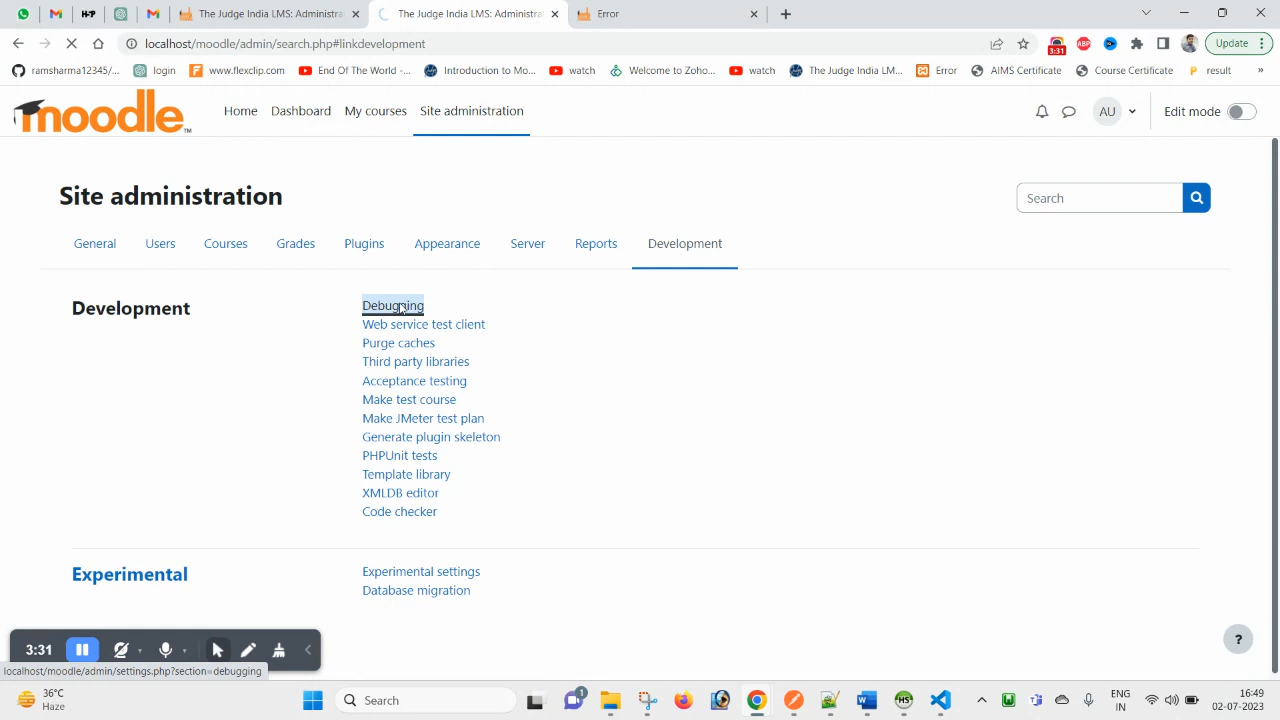 The Judge India LMS: Administra
The Judge India LMS: Administra
Error
localhost/moodle/admin/search.php#linkdevelopment
3:31
ABP
Update
ramsharma12345/...
login
www.flexclip.com
End Of The World -...
Introduction to Mo...
watch
Welcome to Zoho...
watch
The Judge India LM...
Error
AIMS Certificate
Course Certificate
P result
»
moodle™
Home
Dashboard
My courses
Site administration
AU
Edit mode
Site administration
Search
General
Users
Courses
Grades
Plugins
Appearance
Server
Reports
Development
Development
Debugging
Web service test client
Purge caches
Third party libraries
Acceptance testing
Make test course
Make JMeter test plan
Generate plugin skeleton
PHPUnit tests
Template library
XMLDB editor
Code checker
Experimental
Experimental settings
Database migration
3:31
?
localhost/moodle/admin/settings.php?section=debugging
36°C
Haze
Search
1
HS
ENG
IN
16:49
02-07-2023